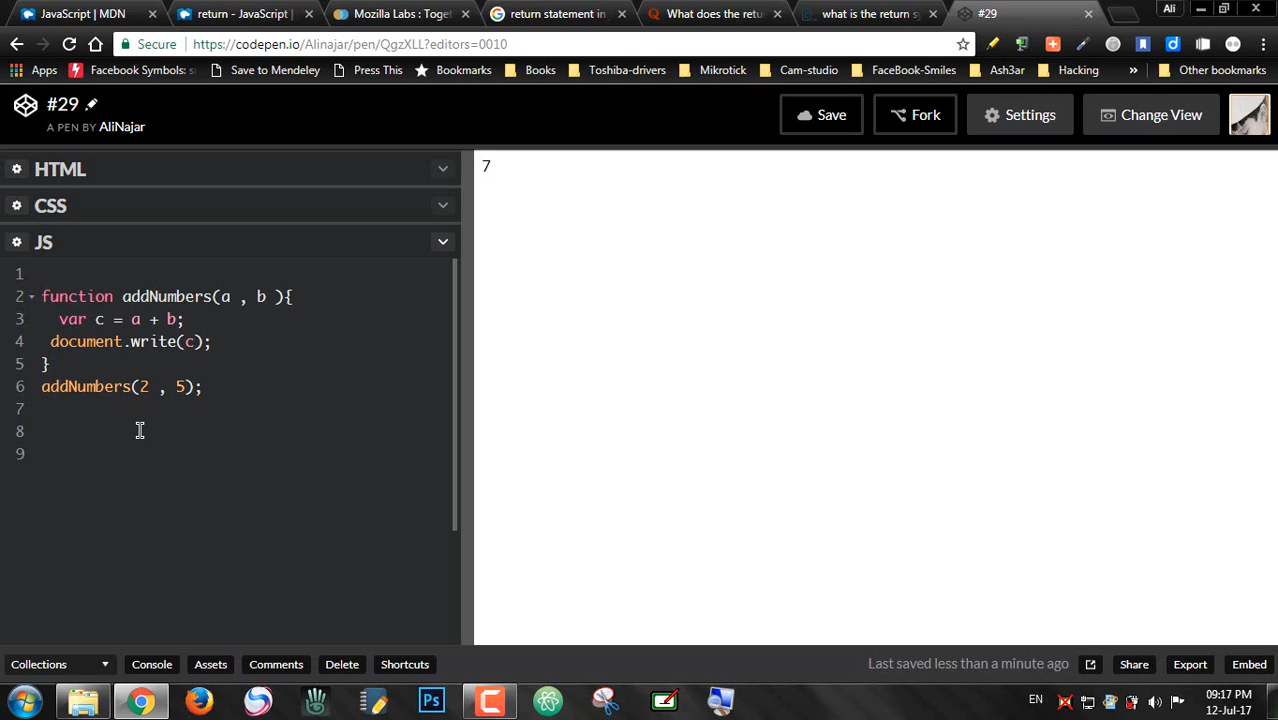 JavaScript | MDN
return - JavaScript |
Mozilla Labs : Toget
return statement in
What does the retu
what is the return sy
#29
Ali
Secure
https://codepen.io/Alinajar/pen/QgzXLL?editors=0010
Apps
Facebook Symbols: s
Save to Mendeley
Press This
Bookmarks
Books
Toshiba-drivers
Mikrotick
Cam-studio
FaceBook-Smiles
Ash3ar
Hacking
»
Other bookmarks
#29
A PEN BY AliNajar
Save
Fork
Settings
Change View
HTML
CSS
JS
1
2 function addNumbers(a , b ){
3 var c = a + b;
4 document.write(c);
5 }
6 addNumbers(2 , 5);
7
8
9
7
Collections
Console
Assets
Comments
Delete
Shortcuts
Last saved less than a minute ago
Share
Export
Embed
Ps
EN
09:17 PM
12-Jul-17